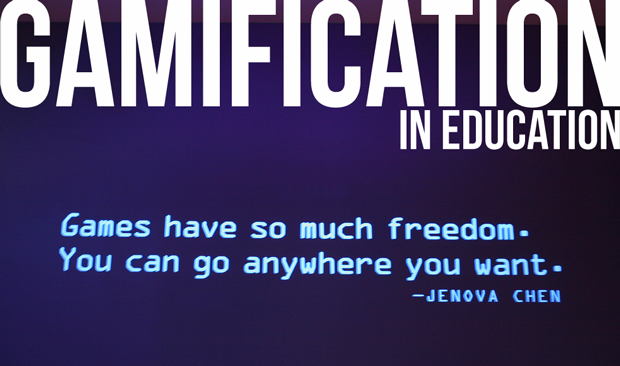 GAMIFICATION
IN EDUCATION
Games have so much freedom.
You can go anywhere you want.
—JENOVA CHEN